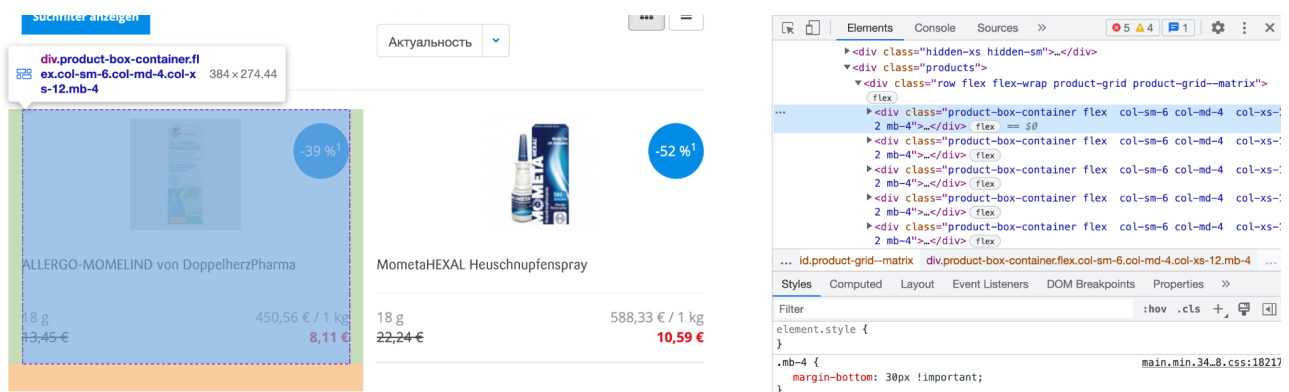 Suchfilter anzeigen
Актуальность
div.product-box-container.fl
ex.col-sm-6.col-md-4.col-x
s-12.mb-4
384 × 274.44
-39 %1
-52 %1
MOMETA
HEXAL
ALLERGO-MOMELIND von DoppelherzPharma
MometaHEXAL Heuschnupfenspray
18 g 450,56 € / 1 kg
13,45 € 8,11 €
18 g 588,33 € / 1 kg
22,24 € 10,59 €
Elements Console Sources » 5 4 1
<div class="hidden-xs hidden-sm">…</div>
<div class="products">
<div class="row flex flex-wrap product-grid product-grid--matrix">
flex
… <div class="product-box-container flex  col-sm-6 col-md-4  col-xs-1
2 mb-4">…</div> flex == $0
<div class="product-box-container flex  col-sm-6 col-md-4  col-xs-1
2 mb-4">…</div> flex
<div class="product-box-container flex  col-sm-6 col-md-4  col-xs-1
2 mb-4">…</div> flex
<div class="product-box-container flex  col-sm-6 col-md-4  col-xs-1
2 mb-4">…</div> flex
<div class="product-box-container flex  col-sm-6 col-md-4  col-xs-1
2 mb-4">…</div> flex
… id.product-grid--matrix div.product-box-container.flex.col-sm-6.col-md-4.col-xs-12.mb-4 …
Styles Computed Layout Event Listeners DOM Breakpoints Properties »
Filter :hov .cls +
element.style {
}
.mb-4 { main.min.34…8.css:18217
margin-bottom: 30px !important;
}